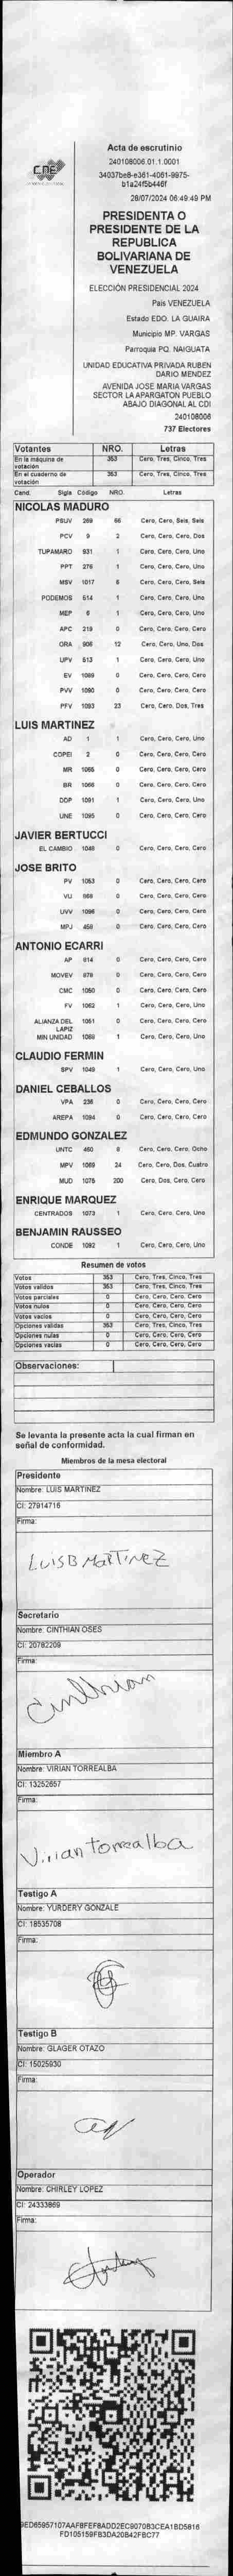 Acta de escrutinio
240108006.01.1.0001
34037be8-e361-4061-9975-
b1a24f5b446f
28/07/2024 06:49:49 PM
CNE
PRESIDENTA O
PRESIDENTE DE LA
REPUBLICA
BOLIVARIANA DE
VENEZUELA
ELECCIÓN PRESIDENCIAL 2024
País VENEZUELA
Estado EDO. LA GUAIRA
Municipio MP. VARGAS
Parroquia PQ. NAIGUATA
UNIDAD EDUCATIVA PRIVADA RUBEN
DARIO MENDEZ
AVENIDA JOSE MARIA VARGAS
SECTOR LA APARGATON PUEBLO
ABAJO DIAGONAL AL CDI
240108006
737 Electores
Votantes NRO. Letras
En la máquina de votación 353 Cero, Tres, Cinco, Tres
En el cuaderno de votación 353 Cero, Tres, Cinco, Tres
Cand. Sigla Código NRO. Letras
NICOLAS MADURO
PSUV 269 66 Cero, Cero, Seis, Seis
PCV 9 2 Cero, Cero, Cero, Dos
TUPAMARO 931 1 Cero, Cero, Cero, Uno
PPT 276 1 Cero, Cero, Cero, Uno
MSV 1017 6 Cero, Cero, Cero, Seis
PODEMOS 514 1 Cero, Cero, Cero, Uno
MEP 6 1 Cero, Cero, Cero, Uno
APC 219 0 Cero, Cero, Cero, Cero
ORA 906 12 Cero, Cero, Uno, Dos
UPV 513 1 Cero, Cero, Cero, Uno
EV 1089 0 Cero, Cero, Cero, Cero
PVV 1090 0 Cero, Cero, Cero, Cero
PFV 1093 23 Cero, Cero, Dos, Tres
LUIS MARTINEZ
AD 1 1 Cero, Cero, Cero, Uno
COPEI 2 0 Cero, Cero, Cero, Cero
MR 1065 0 Cero, Cero, Cero, Cero
BR 1066 0 Cero, Cero, Cero, Cero
DDP 1091 1 Cero, Cero, Cero, Uno
UNE 1095 0 Cero, Cero, Cero, Cero
JAVIER BERTUCCI
EL CAMBIO 1048 0 Cero, Cero, Cero, Cero
JOSE BRITO
PV 1053 0 Cero, Cero, Cero, Cero
VU 868 0 Cero, Cero, Cero, Cero
UVV 1096 0 Cero, Cero, Cero, Cero
MPJ 459 0 Cero, Cero, Cero, Cero
ANTONIO ECARRI
AP 814 0 Cero, Cero, Cero, Cero
MOVEV 878 0 Cero, Cero, Cero, Cero
CMC 1050 0 Cero, Cero, Cero, Cero
FV 1062 1 Cero, Cero, Cero, Uno
ALIANZA DEL LAPIZ 1051 0 Cero, Cero, Cero, Cero
MIN UNIDAD 1069 1 Cero, Cero, Cero, Uno
CLAUDIO FERMIN
SPV 1049 1 Cero, Cero, Cero, Uno
DANIEL CEBALLOS
VPA 236 0 Cero, Cero, Cero, Cero
AREPA 1094 0 Cero, Cero, Cero, Cero
EDMUNDO GONZALEZ
UNTC 450 8 Cero, Cero, Cero, Ocho
MPV 1069 24 Cero, Cero, Dos, Cuatro
MUD 1075 200 Cero, Dos, Cero, Cero
ENRIQUE MARQUEZ
CENTRADOS 1073 1 Cero, Cero, Cero, Uno
BENJAMIN RAUSSEO
CONDE 1092 1 Cero, Cero, Cero, Uno
Resumen de votos
Votos 353 Cero, Tres, Cinco, Tres
Votos validos 353 Cero, Tres, Cinco, Tres
Votos parciales 0 Cero, Cero, Cero, Cero
Votos nulos 0 Cero, Cero, Cero, Cero
Votos vacíos 0 Cero, Cero, Cero, Cero
Opciones validas 353 Cero, Tres, Cinco, Tres
Opciones nulas 0 Cero, Cero, Cero, Cero
Opciones vacías 0 Cero, Cero, Cero, Cero
Observaciones:
Se levanta la presente acta la cual firman en
señal de conformidad.
Miembros de la mesa electoral
Presidente
Nombre: LUIS MARTINEZ
CI: 27914716
Firma:
LuiSB MaRTiNeZ
Secretario
Nombre: CINTHIAN OSES
CI: 20782209
Firma:
Cinthian
Miembro A
Nombre: VIRIAN TORREALBA
CI: 13252657
Firma:
Virian torrealba
Testigo A
Nombre: YURDERY GONZALE
CI: 18535708
Firma:
Testigo B
Nombre: GLAGER OTAZO
CI: 15025930
Firma:
Operador
Nombre: CHIRLEY LOPEZ
CI: 24333869
Firma:
9ED65957107AAF8FEF8ADD2EC9070B3CEA1BD5816
FD105159FB3DA20B42FBC77